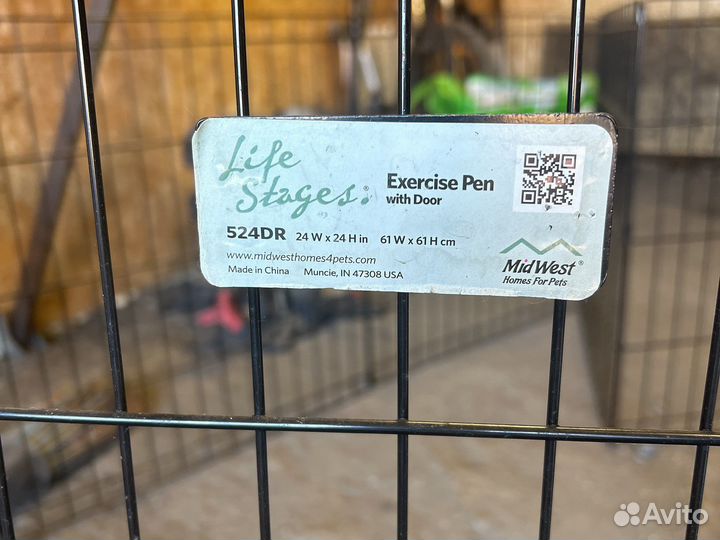 Life
Stages®
Exercise Pen
with Door
524DR 24 W x 24 H in 61 W x 61 H cm
www.midwesthomes4pets.com
Made in China Muncie, IN 47308 USA
MidWest®
Homes For Pets
Avito